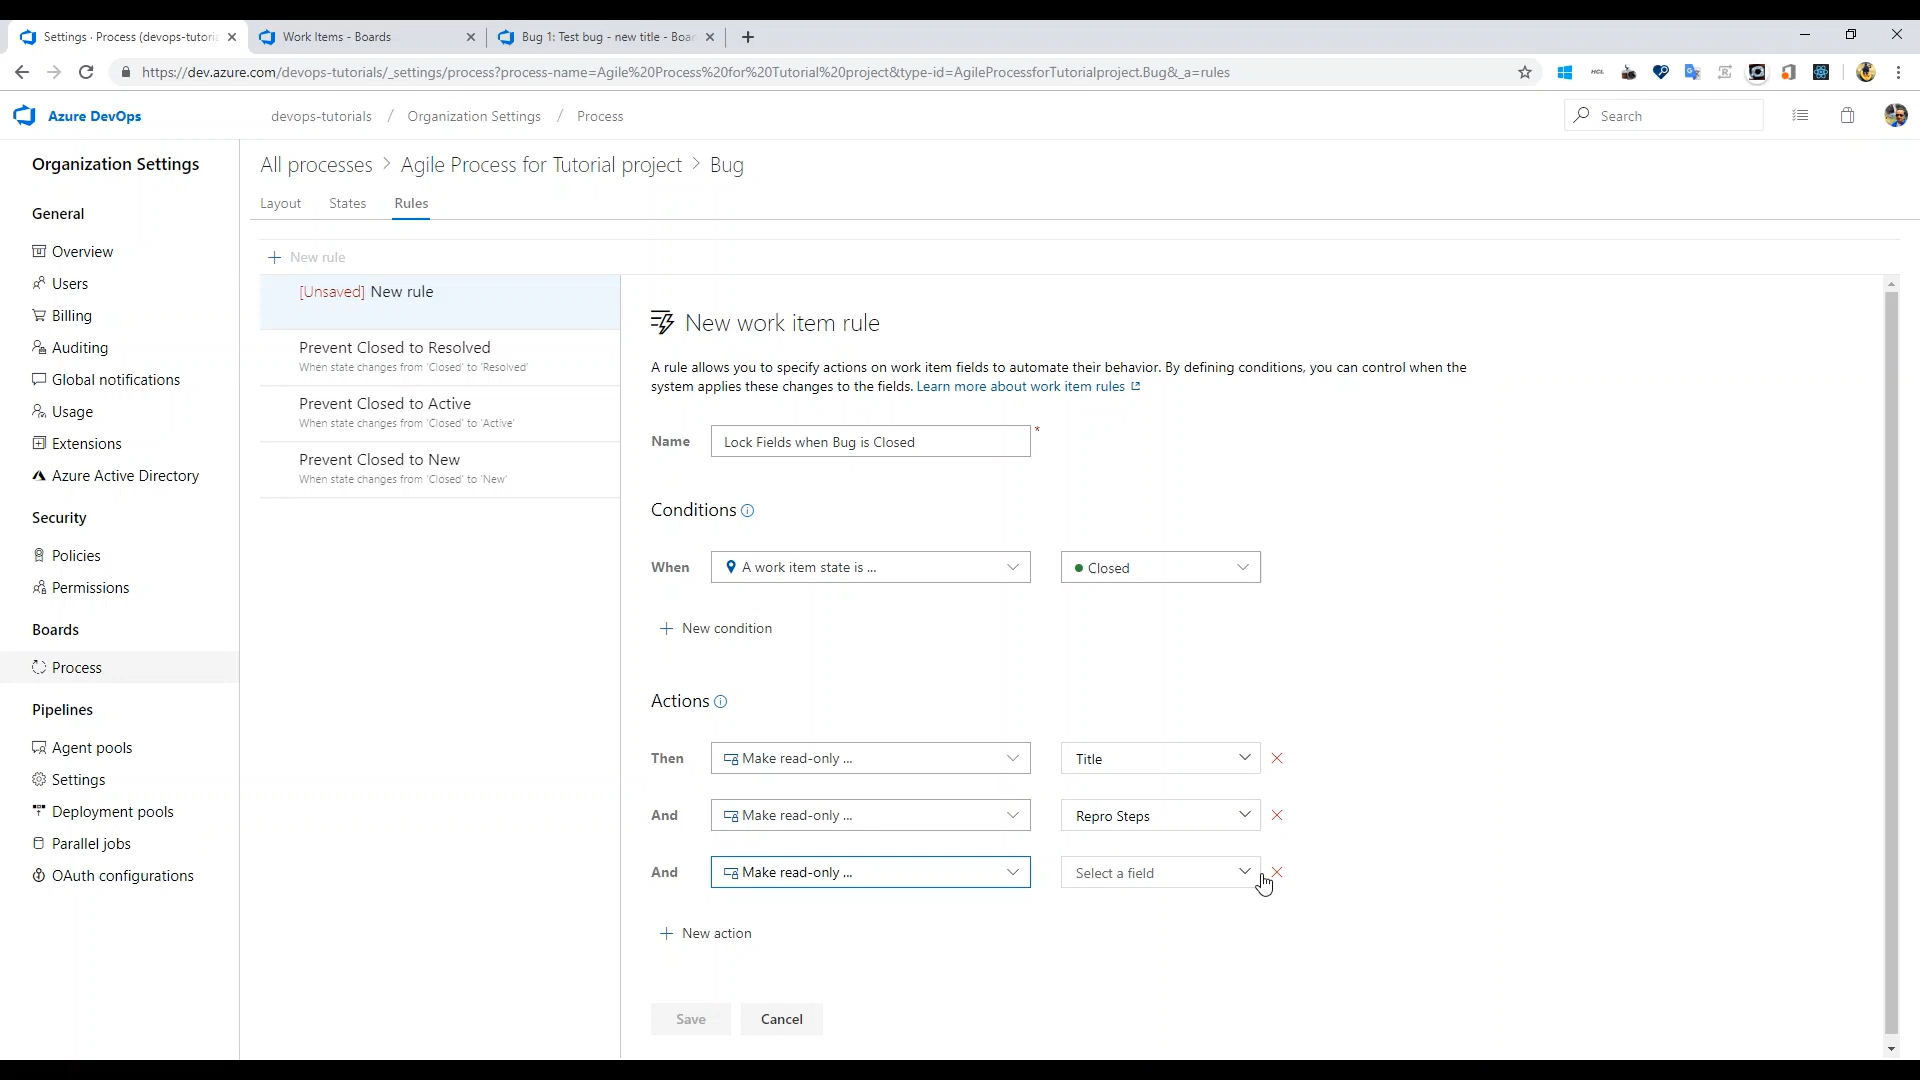 Settings · Process (devops-tutoria
Work Items - Boards
Bug 1: Test bug - new title - Boar
https://dev.azure.com/devops-tutorials/_settings/process?process-name=Agile%20Process%20for%20Tutorial%20project&type-id=AgileProcessforTutorialproject.Bug&_a=rules
HCL
Azure DevOps
devops-tutorials / Organization Settings / Process
Search
Organization Settings
General
Overview
Users
Billing
Auditing
Global notifications
Usage
Extensions
Azure Active Directory
Security
Policies
Permissions
Boards
Process
Pipelines
Agent pools
Settings
Deployment pools
Parallel jobs
OAuth configurations
All processes > Agile Process for Tutorial project > Bug
Layout States Rules
+ New rule
[Unsaved] New rule
Prevent Closed to Resolved
When state changes from 'Closed' to 'Resolved'
Prevent Closed to Active
When state changes from 'Closed' to 'Active'
Prevent Closed to New
When state changes from 'Closed' to 'New'
New work item rule
A rule allows you to specify actions on work item fields to automate their behavior. By defining conditions, you can control when the
system applies these changes to the fields. Learn more about work item rules
Name Lock Fields when Bug is Closed *
Conditions
When A work item state is ... Closed
+ New condition
Actions
Then Make read-only ... Title
And Make read-only ... Repro Steps
And Make read-only ... Select a field
+ New action
Save Cancel